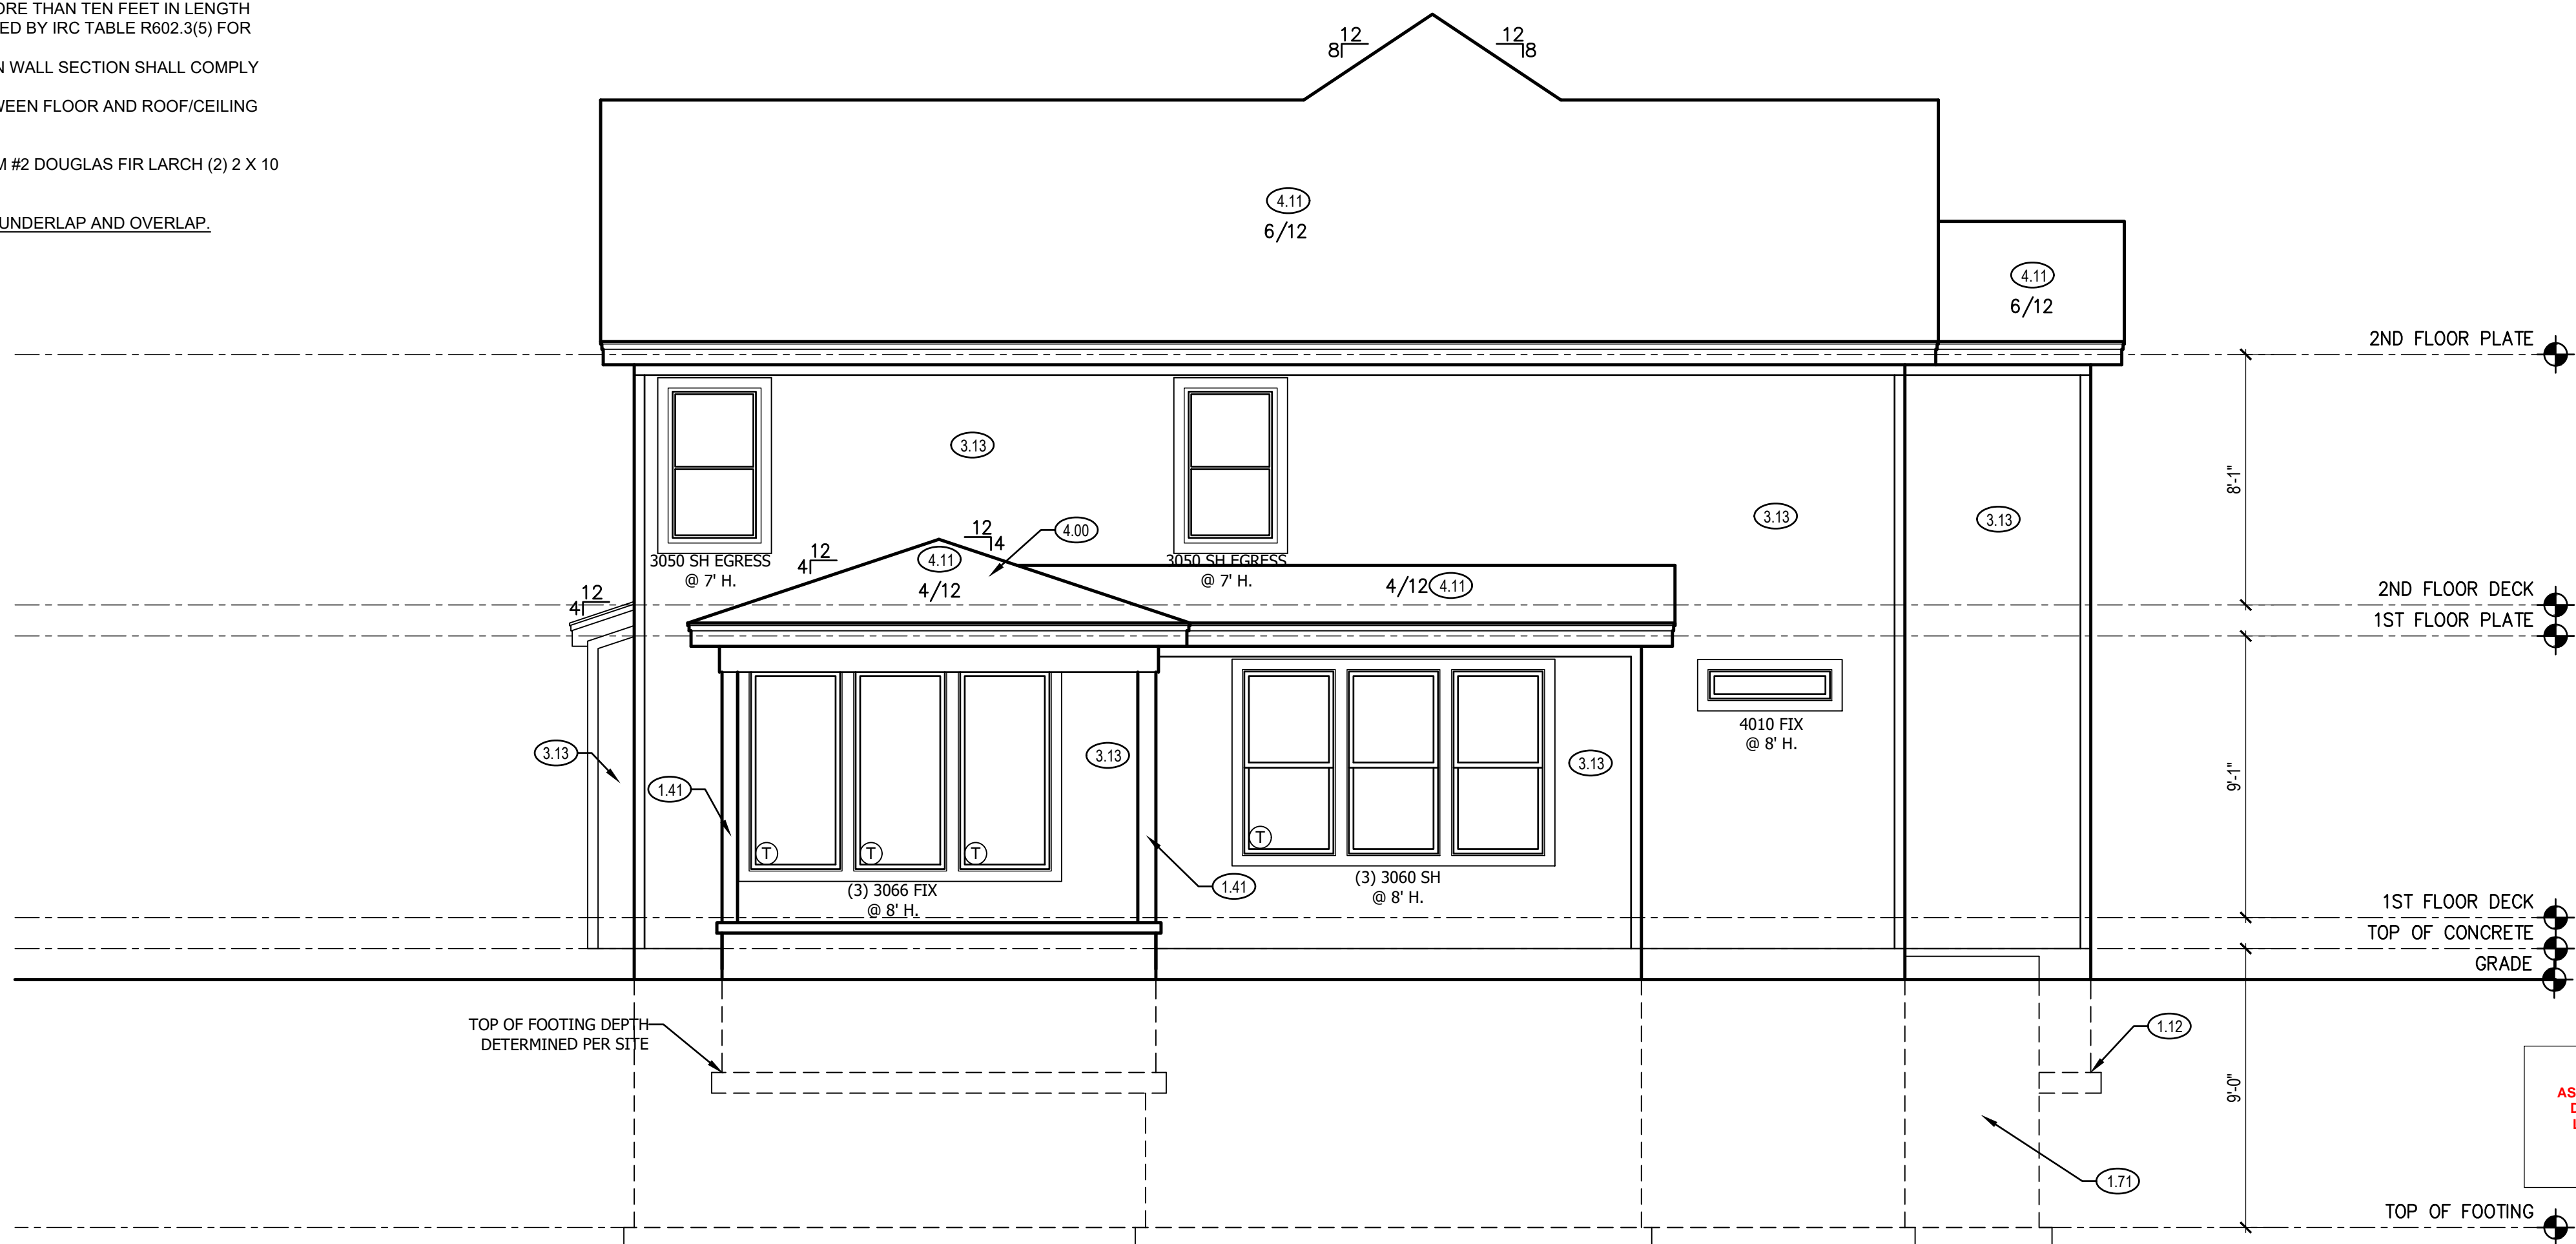 ORE THAN TEN FEET IN LENGTH
ED BY IRC TABLE R602.3(5) FOR
N WALL SECTION SHALL COMPLY
WEEN FLOOR AND ROOF/CEILING
M #2 DOUGLAS FIR LARCH (2) 2 X 10
UNDERLAP AND OVERLAP.
12
8
12
8
4.11
6/12
4.11
6/12
2ND FLOOR PLATE
3.13
3.13
3.13
8'-1"
3050 SH EGRESS
@ 7' H.
3050 SH EGRESS
@ 7' H.
12
4
12
4
4.00
4.11
4/12
4/12
4.11
12
4
2ND FLOOR DECK
1ST FLOOR PLATE
4010 FIX
@ 8' H.
3.13
3.13
3.13
9'-1"
1.41
T
T
T
T
(3) 3066 FIX
@ 8' H.
1.41
(3) 3060 SH
@ 8' H.
1ST FLOOR DECK
TOP OF CONCRETE
GRADE
TOP OF FOOTING DEPTH
DETERMINED PER SITE
1.12
9'-0"
AS
1.71
TOP OF FOOTING